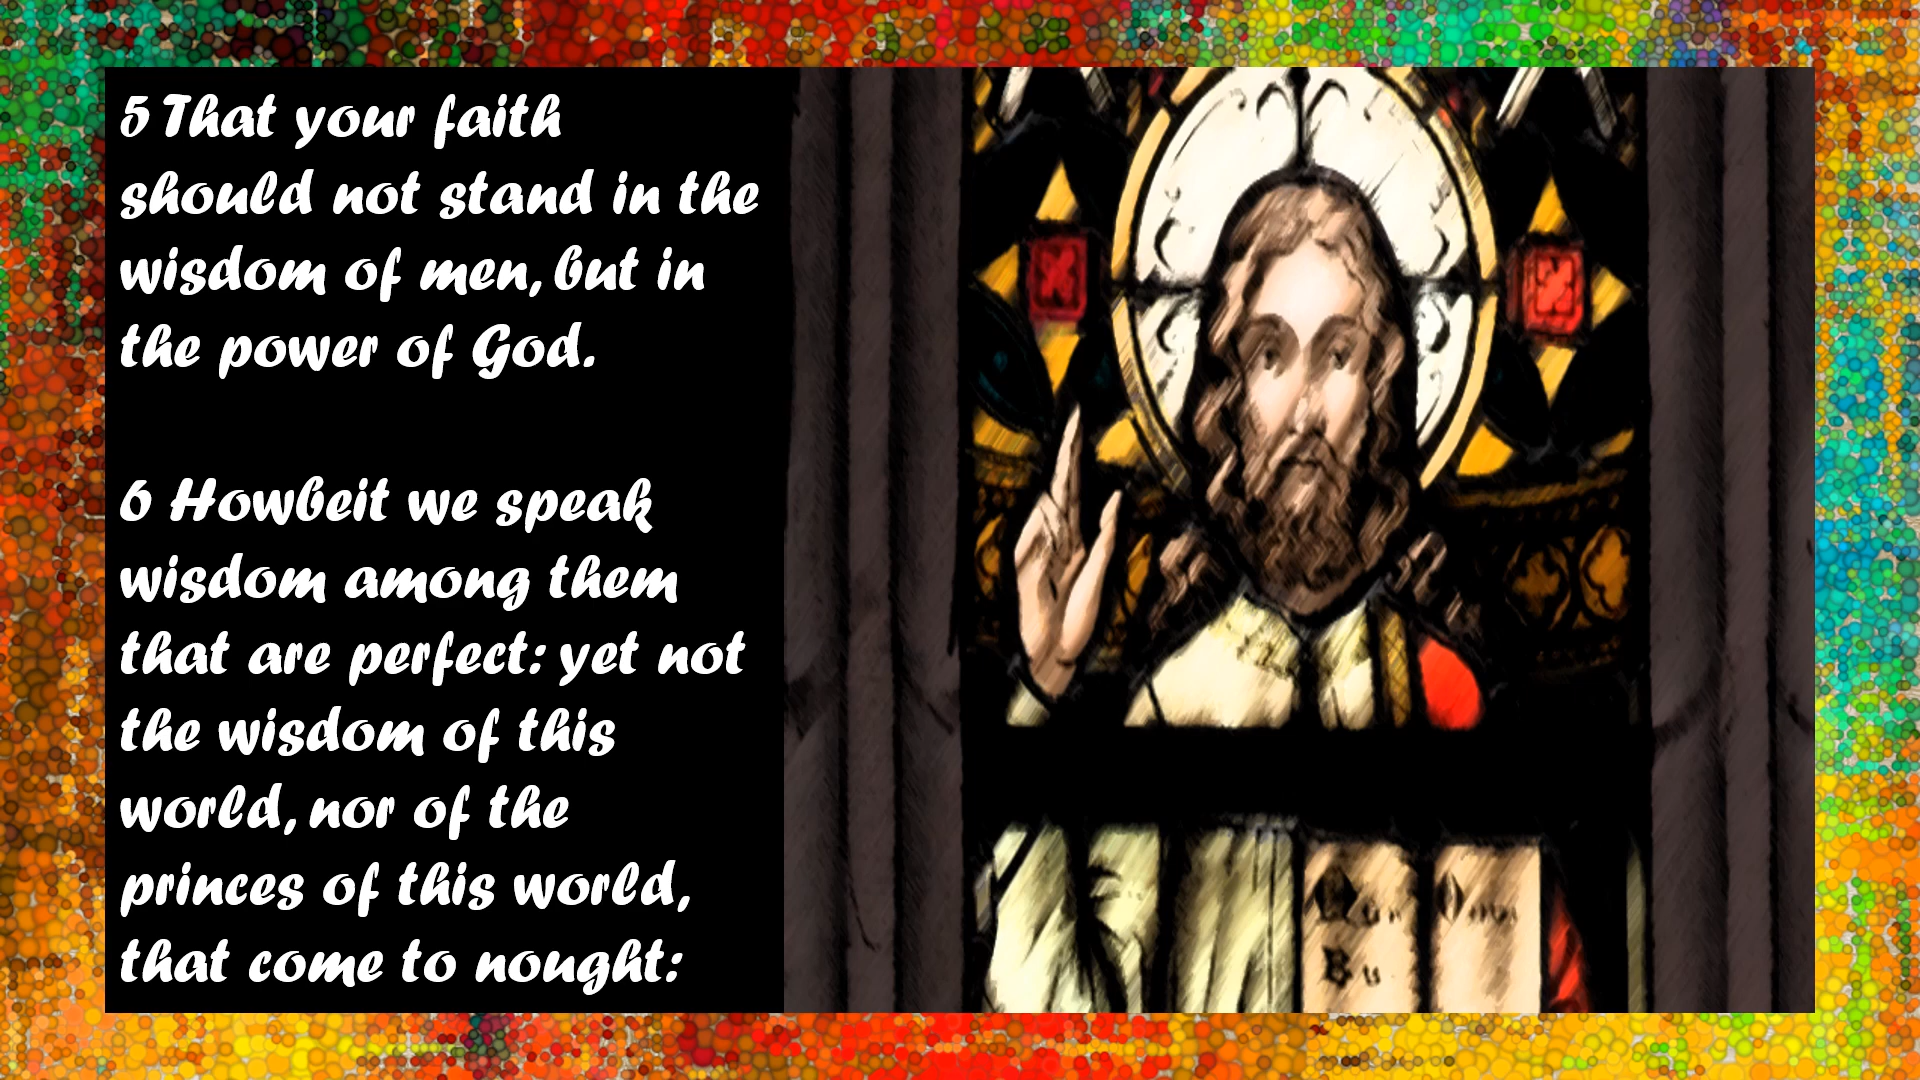 5 That your faith
should not stand in the
wisdom of men, but in
the power of God.
6 Howbeit we speak
wisdom among them
that are perfect: yet not
the wisdom of this
world, nor of the
princes of this world,
that come to nought: